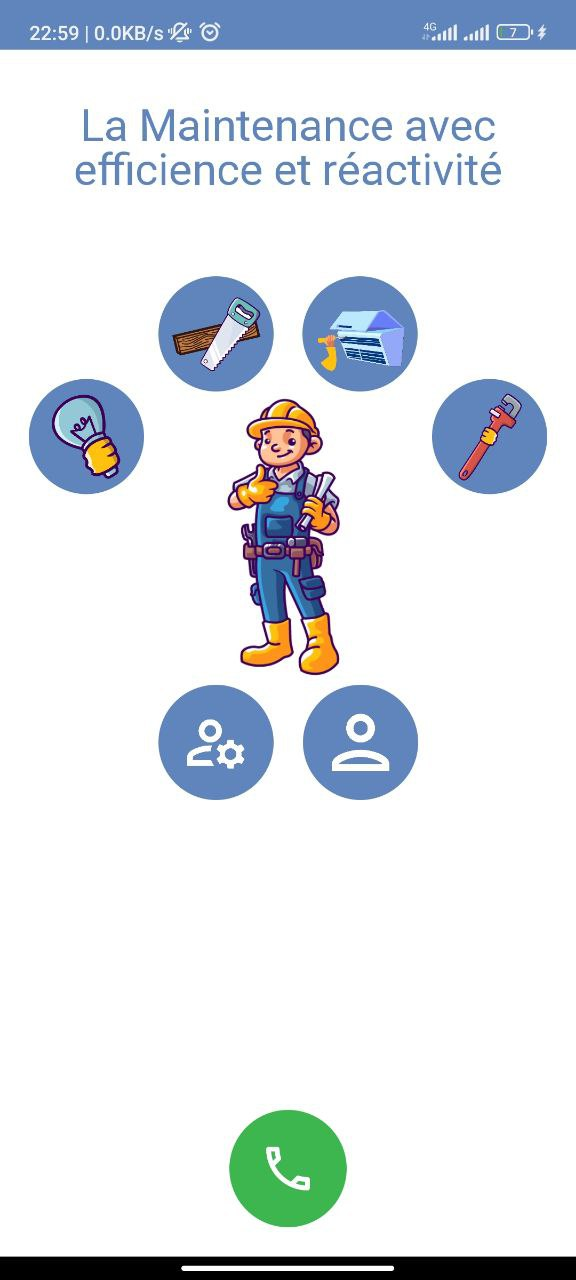 22:59 | 0.0KB/s 4G 7
La Maintenance avec
efficience et réactivité